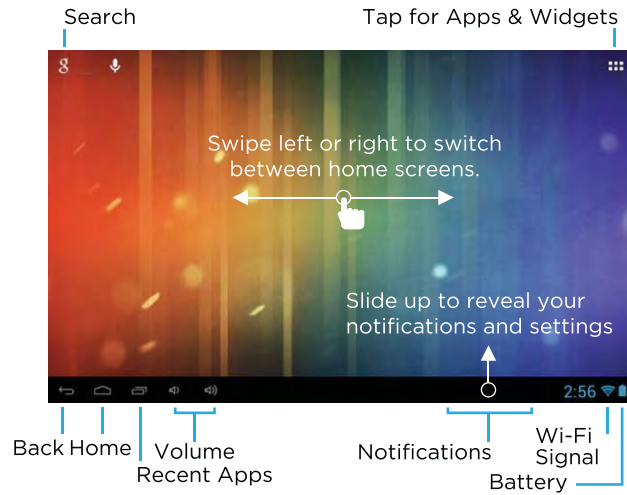 Search
Tap for Apps & Widgets
g
Swipe left or right to switch
between home screens.
Slide up to reveal your
notifications and settings
2:56
Back Home
Volume
Recent Apps
Notifications
Wi-Fi
Signal
Battery